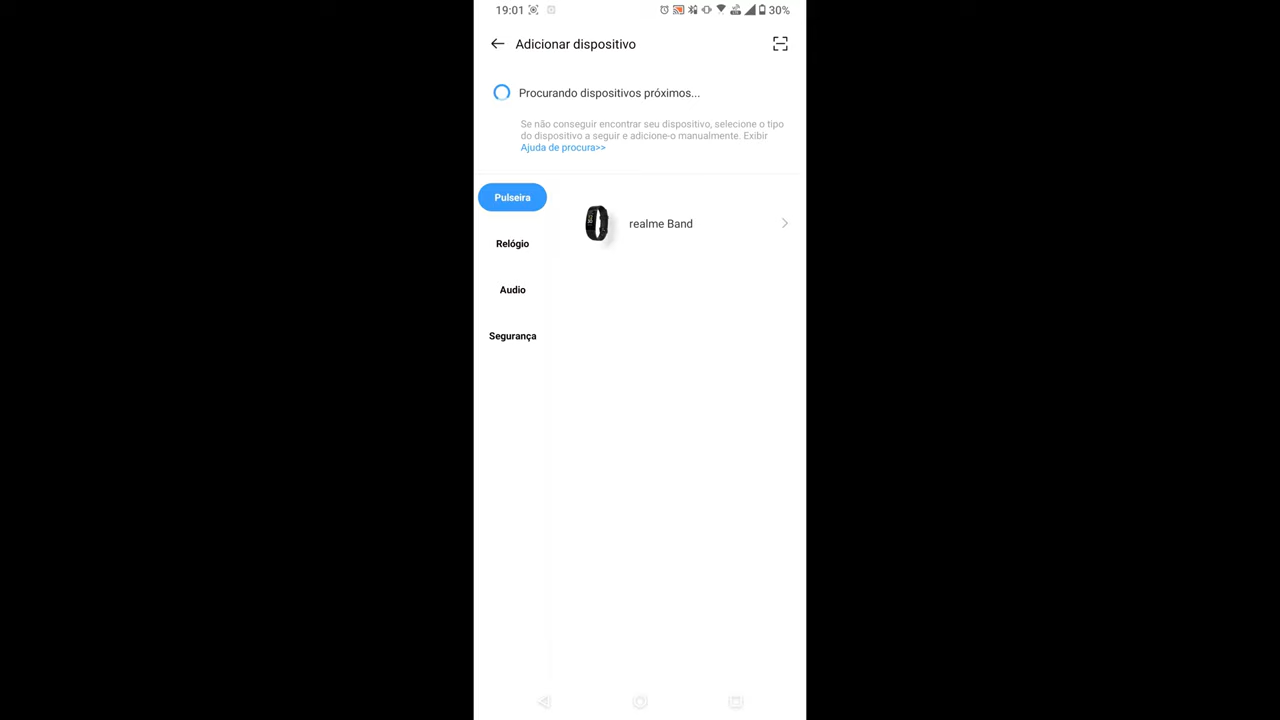 19:01 30%
Adicionar dispositivo
Procurando dispositivos próximos...
Se não conseguir encontrar seu dispositivo, selecione o tipo
do dispositivo a seguir e adicione-o manualmente. Exibir
Ajuda de procura>>
Pulseira
realme Band
Relógio
Audio
Segurança